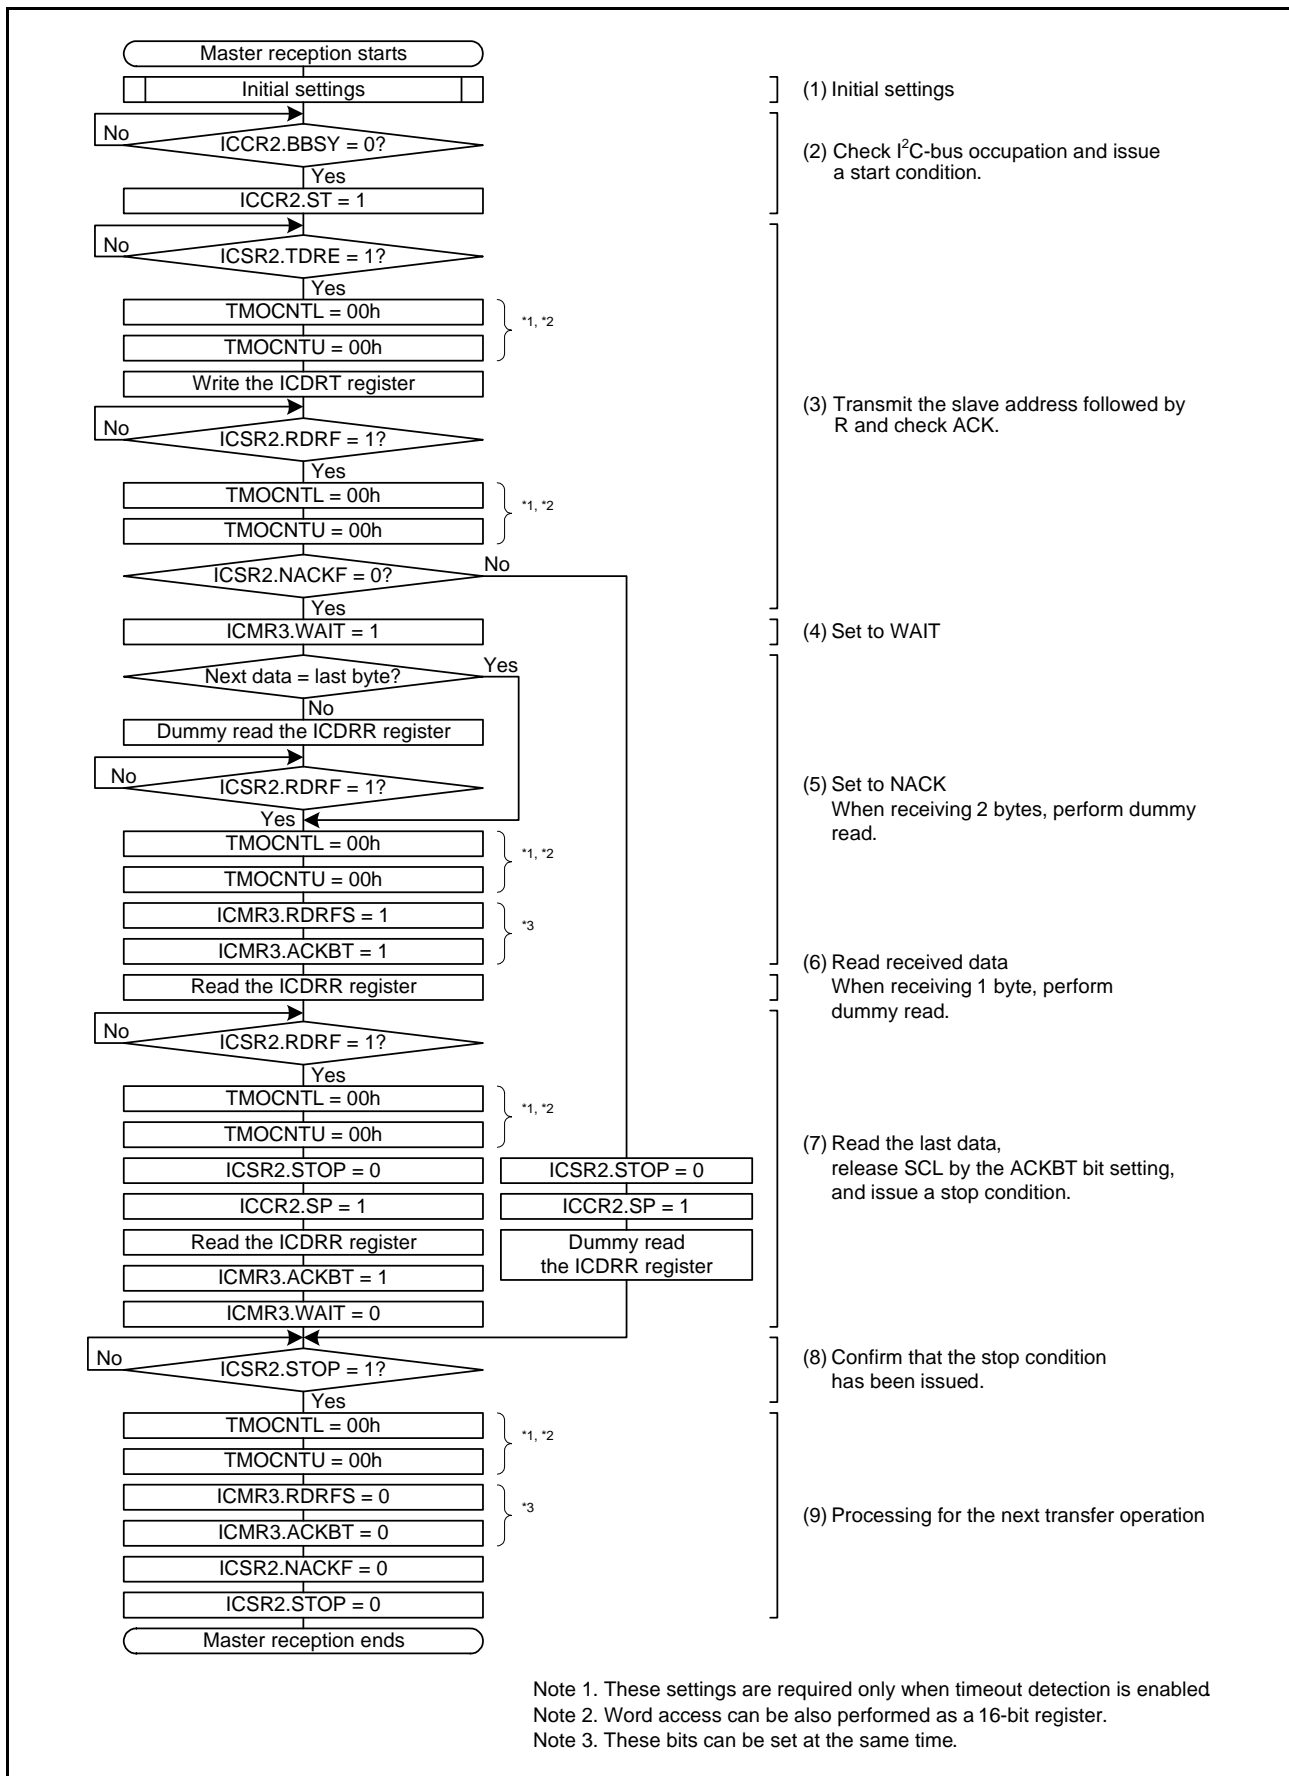 Master reception starts
Initial settings
(1) Initial settings
No
ICCR2.BBSY = 0?
Yes
ICCR2.ST = 1
(2) Check I²C-bus occupation and issue
a start condition.
No
ICSR2.TDRE = 1?
Yes
TMOCNTL = 00h
TMOCNTU = 00h
*1, *2
Write the ICDRT register
No
ICSR2.RDRF = 1?
Yes
TMOCNTL = 00h
TMOCNTU = 00h
*1, *2
ICSR2.NACKF = 0?
No
Yes
(3) Transmit the slave address followed by
R and check ACK.
ICMR3.WAIT = 1
(4) Set to WAIT
Next data = last byte?
Yes
No
Dummy read the ICDRR register
No
ICSR2.RDRF = 1?
Yes
TMOCNTL = 00h
TMOCNTU = 00h
*1, *2
ICMR3.RDRFS = 1
ICMR3.ACKBT = 1
*3
(5) Set to NACK
When receiving 2 bytes, perform dummy
read.
Read the ICDRR register
(6) Read received data
When receiving 1 byte, perform
dummy read.
No
ICSR2.RDRF = 1?
Yes
TMOCNTL = 00h
TMOCNTU = 00h
*1, *2
ICSR2.STOP = 0
ICCR2.SP = 1
Read the ICDRR register
ICMR3.ACKBT = 1
ICMR3.WAIT = 0
ICSR2.STOP = 0
ICCR2.SP = 1
Dummy read
the ICDRR register
(7) Read the last data,
release SCL by the ACKBT bit setting,
and issue a stop condition.
No
ICSR2.STOP = 1?
Yes
(8) Confirm that the stop condition
has been issued.
TMOCNTL = 00h
TMOCNTU = 00h
*1, *2
ICMR3.RDRFS = 0
ICMR3.ACKBT = 0
*3
ICSR2.NACKF = 0
ICSR2.STOP = 0
(9) Processing for the next transfer operation
Master reception ends
Note 1. These settings are required only when timeout detection is enabled.
Note 2. Word access can be also performed as a 16-bit register.
Note 3. These bits can be set at the same time.